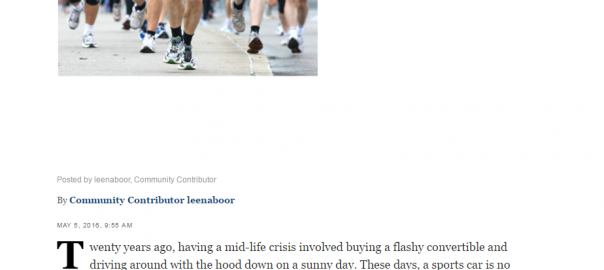 Posted by leenaboor, Community Contributor
By Community Contributor leenaboor
MAY 5, 2016, 9:55 AM
Twenty years ago, having a mid-life crisis involved buying a flashy convertible and
driving around with the hood down on a sunny day. These days, a sports car is no